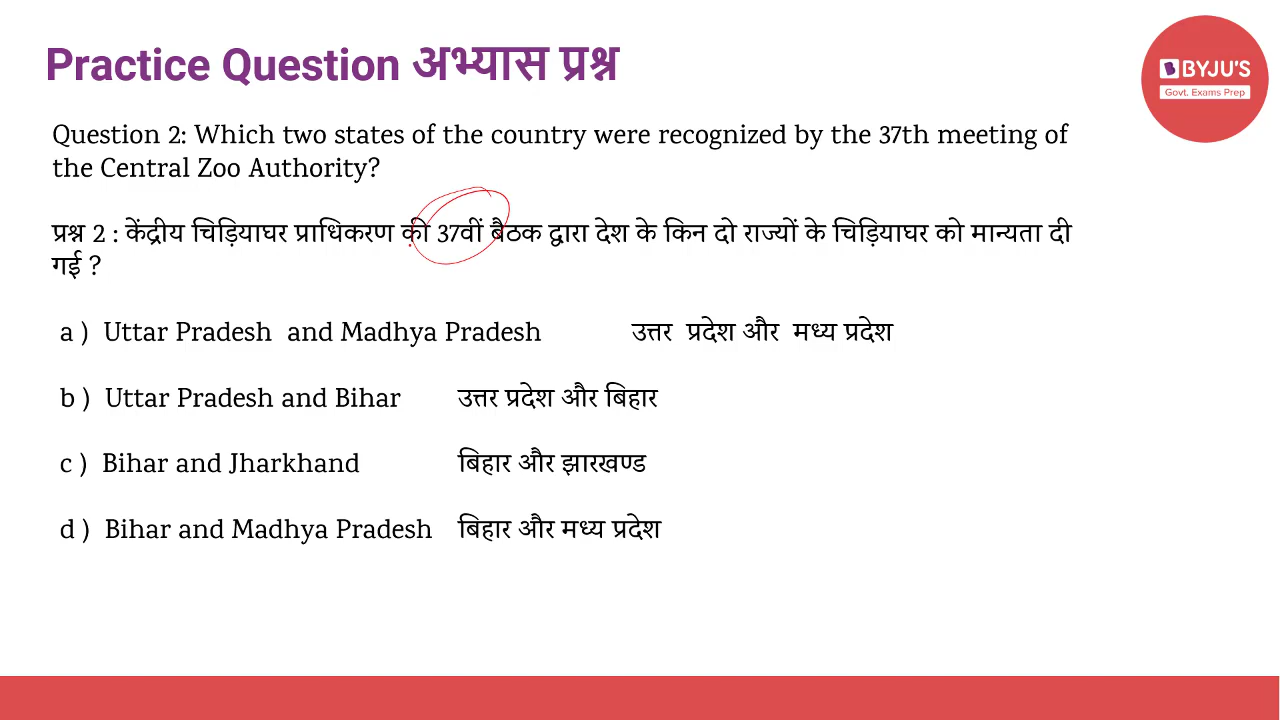 Practice Question अभ्यास प्रश्न
BYJU'S
Govt. Exams Prep
Question 2: Which two states of the country were recognized by the 37th meeting of
the Central Zoo Authority?
प्रश्न 2 : केंद्रीय चिड़ियाघर प्राधिकरण की 37वीं बैठक द्वारा देश के किन दो राज्यों के चिड़ियाघर को मान्यता दी
गई ?
a ) Uttar Pradesh and Madhya Pradesh उत्तर प्रदेश और मध्य प्रदेश
b ) Uttar Pradesh and Bihar उत्तर प्रदेश और बिहार
c ) Bihar and Jharkhand बिहार और झारखण्ड
d ) Bihar and Madhya Pradesh बिहार और मध्य प्रदेश